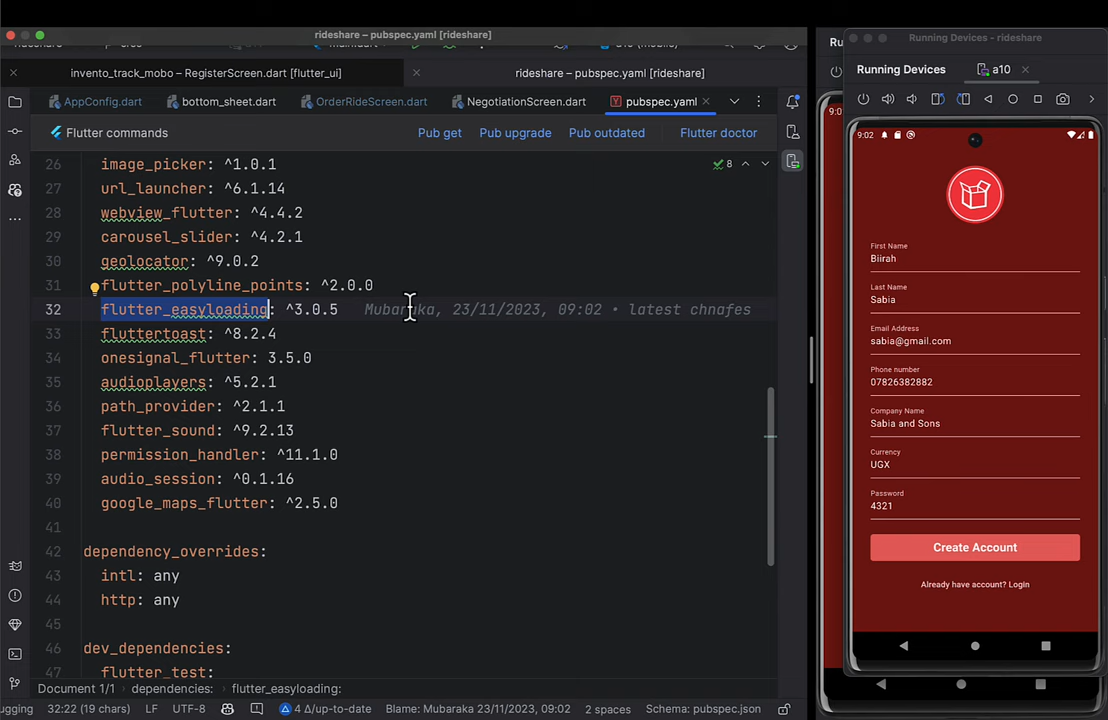 rideshare – pubspec.yaml [rideshare]
invento_track_mobo – RegisterScreen.dart [flutter_ui]
rideshare – pubspec.yaml [rideshare]
AppConfig.dart
bottom_sheet.dart
OrderRideScreen.dart
NegotiationScreen.dart
pubspec.yaml
Flutter commands
Pub get
Pub upgrade
Pub outdated
Flutter doctor
8
26 image_picker: ^1.0.1
27 url_launcher: ^6.1.14
28 webview_flutter: ^4.4.2
29 carousel_slider: ^4.2.1
30 geolocator: ^9.0.2
31 flutter_polyline_points: ^2.0.0
32 flutter_easyloading: ^3.0.5 Mubaraka, 23/11/2023, 09:02 • latest chnafes
33 fluttertoast: ^8.2.4
34 onesignal_flutter: 3.5.0
35 audioplayers: ^5.2.1
36 path_provider: ^2.1.1
37 flutter_sound: ^9.2.13
38 permission_handler: ^11.1.0
39 audio_session: ^0.1.16
40 google_maps_flutter: ^2.5.0
41
42 dependency_overrides:
43 intl: any
44 http: any
45
46 dev_dependencies:
47 flutter_test:
Document 1/1 › dependencies: › flutter_easyloading:
ugging
32:22 (19 chars)
LF
UTF-8
4 Δ/up-to-date
Blame: Mubaraka 23/11/2023, 09:02
2 spaces
Schema: pubspec.json
Ru
9:0
Running Devices - rideshare
Running Devices
a10
9:02
First Name
Biirah
Last Name
Sabia
Email Address
sabia@gmail.com
Phone number
07826382882
Company Name
Sabia and Sons
Currency
UGX
Password
4321
Create Account
Already have account? Login